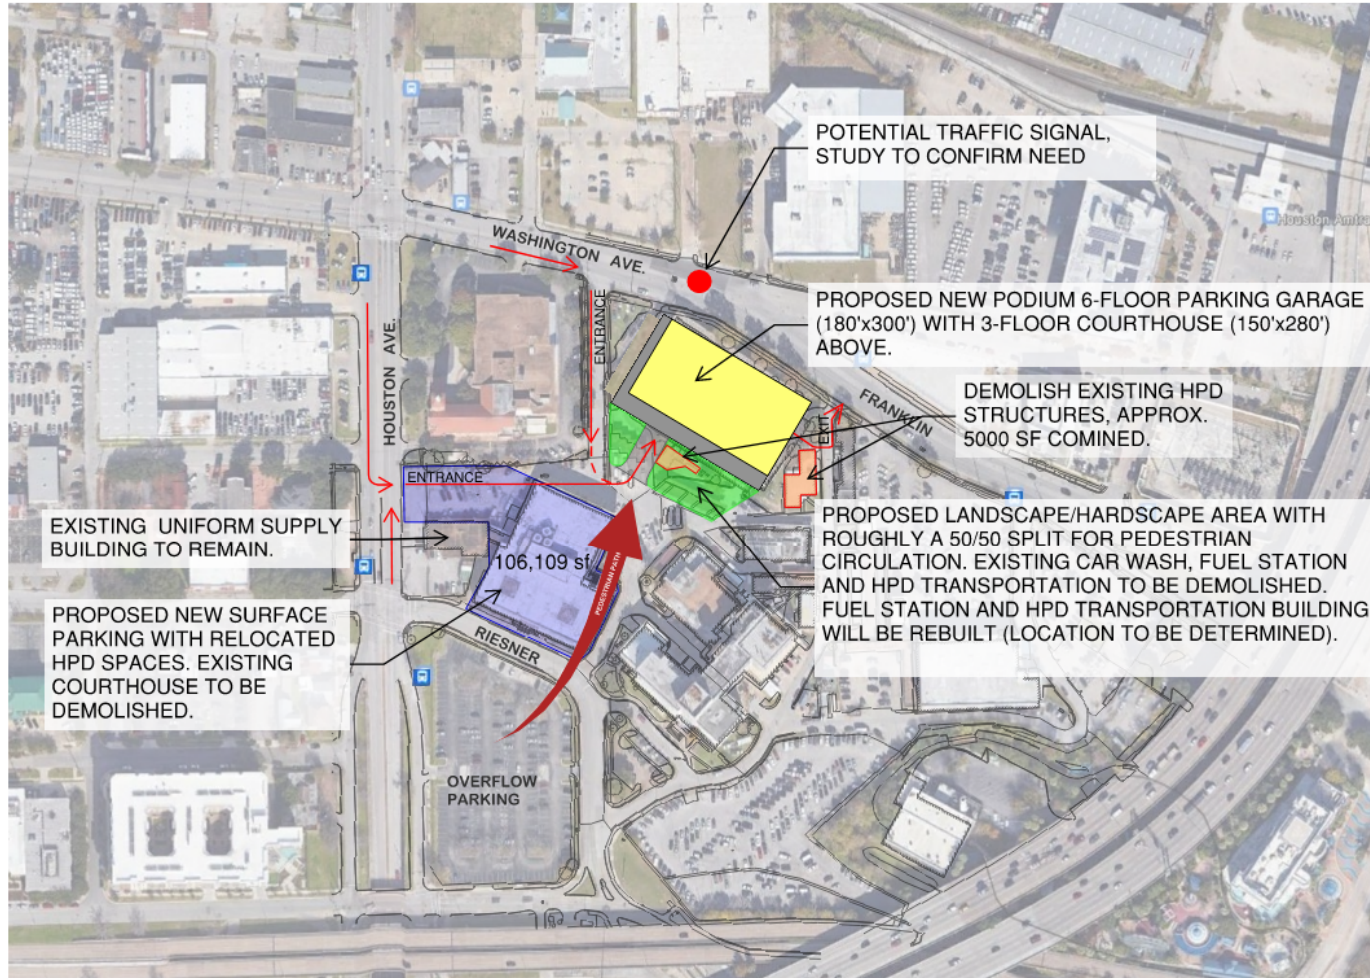 POTENTIAL TRAFFIC SIGNAL,
STUDY TO CONFIRM NEED
WASHINGTON AVE.
ENTRANCE
PROPOSED NEW PODIUM 6-FLOOR PARKING GARAGE
(180'x300') WITH 3-FLOOR COURTHOUSE (150'x280')
ABOVE.
HOUSTON AVE.
FRANKLIN
DEMOLISH EXISTING HPD
STRUCTURES, APPROX.
5000 SF COMINED.
EXIT
ENTRANCE
EXISTING UNIFORM SUPPLY
BUILDING TO REMAIN.
106,109 sf
PEDESTRIAN PATH
PROPOSED LANDSCAPE/HARDSCAPE AREA WITH
ROUGHLY A 50/50 SPLIT FOR PEDESTRIAN
CIRCULATION. EXISTING CAR WASH, FUEL STATION
AND HPD TRANSPORTATION TO BE DEMOLISHED.
FUEL STATION AND HPD TRANSPORTATION BUILDING
WILL BE REBUILT (LOCATION TO BE DETERMINED).
PROPOSED NEW SURFACE
PARKING WITH RELOCATED
HPD SPACES. EXISTING
COURTHOUSE TO BE
DEMOLISHED.
RIESNER
OVERFLOW
PARKING